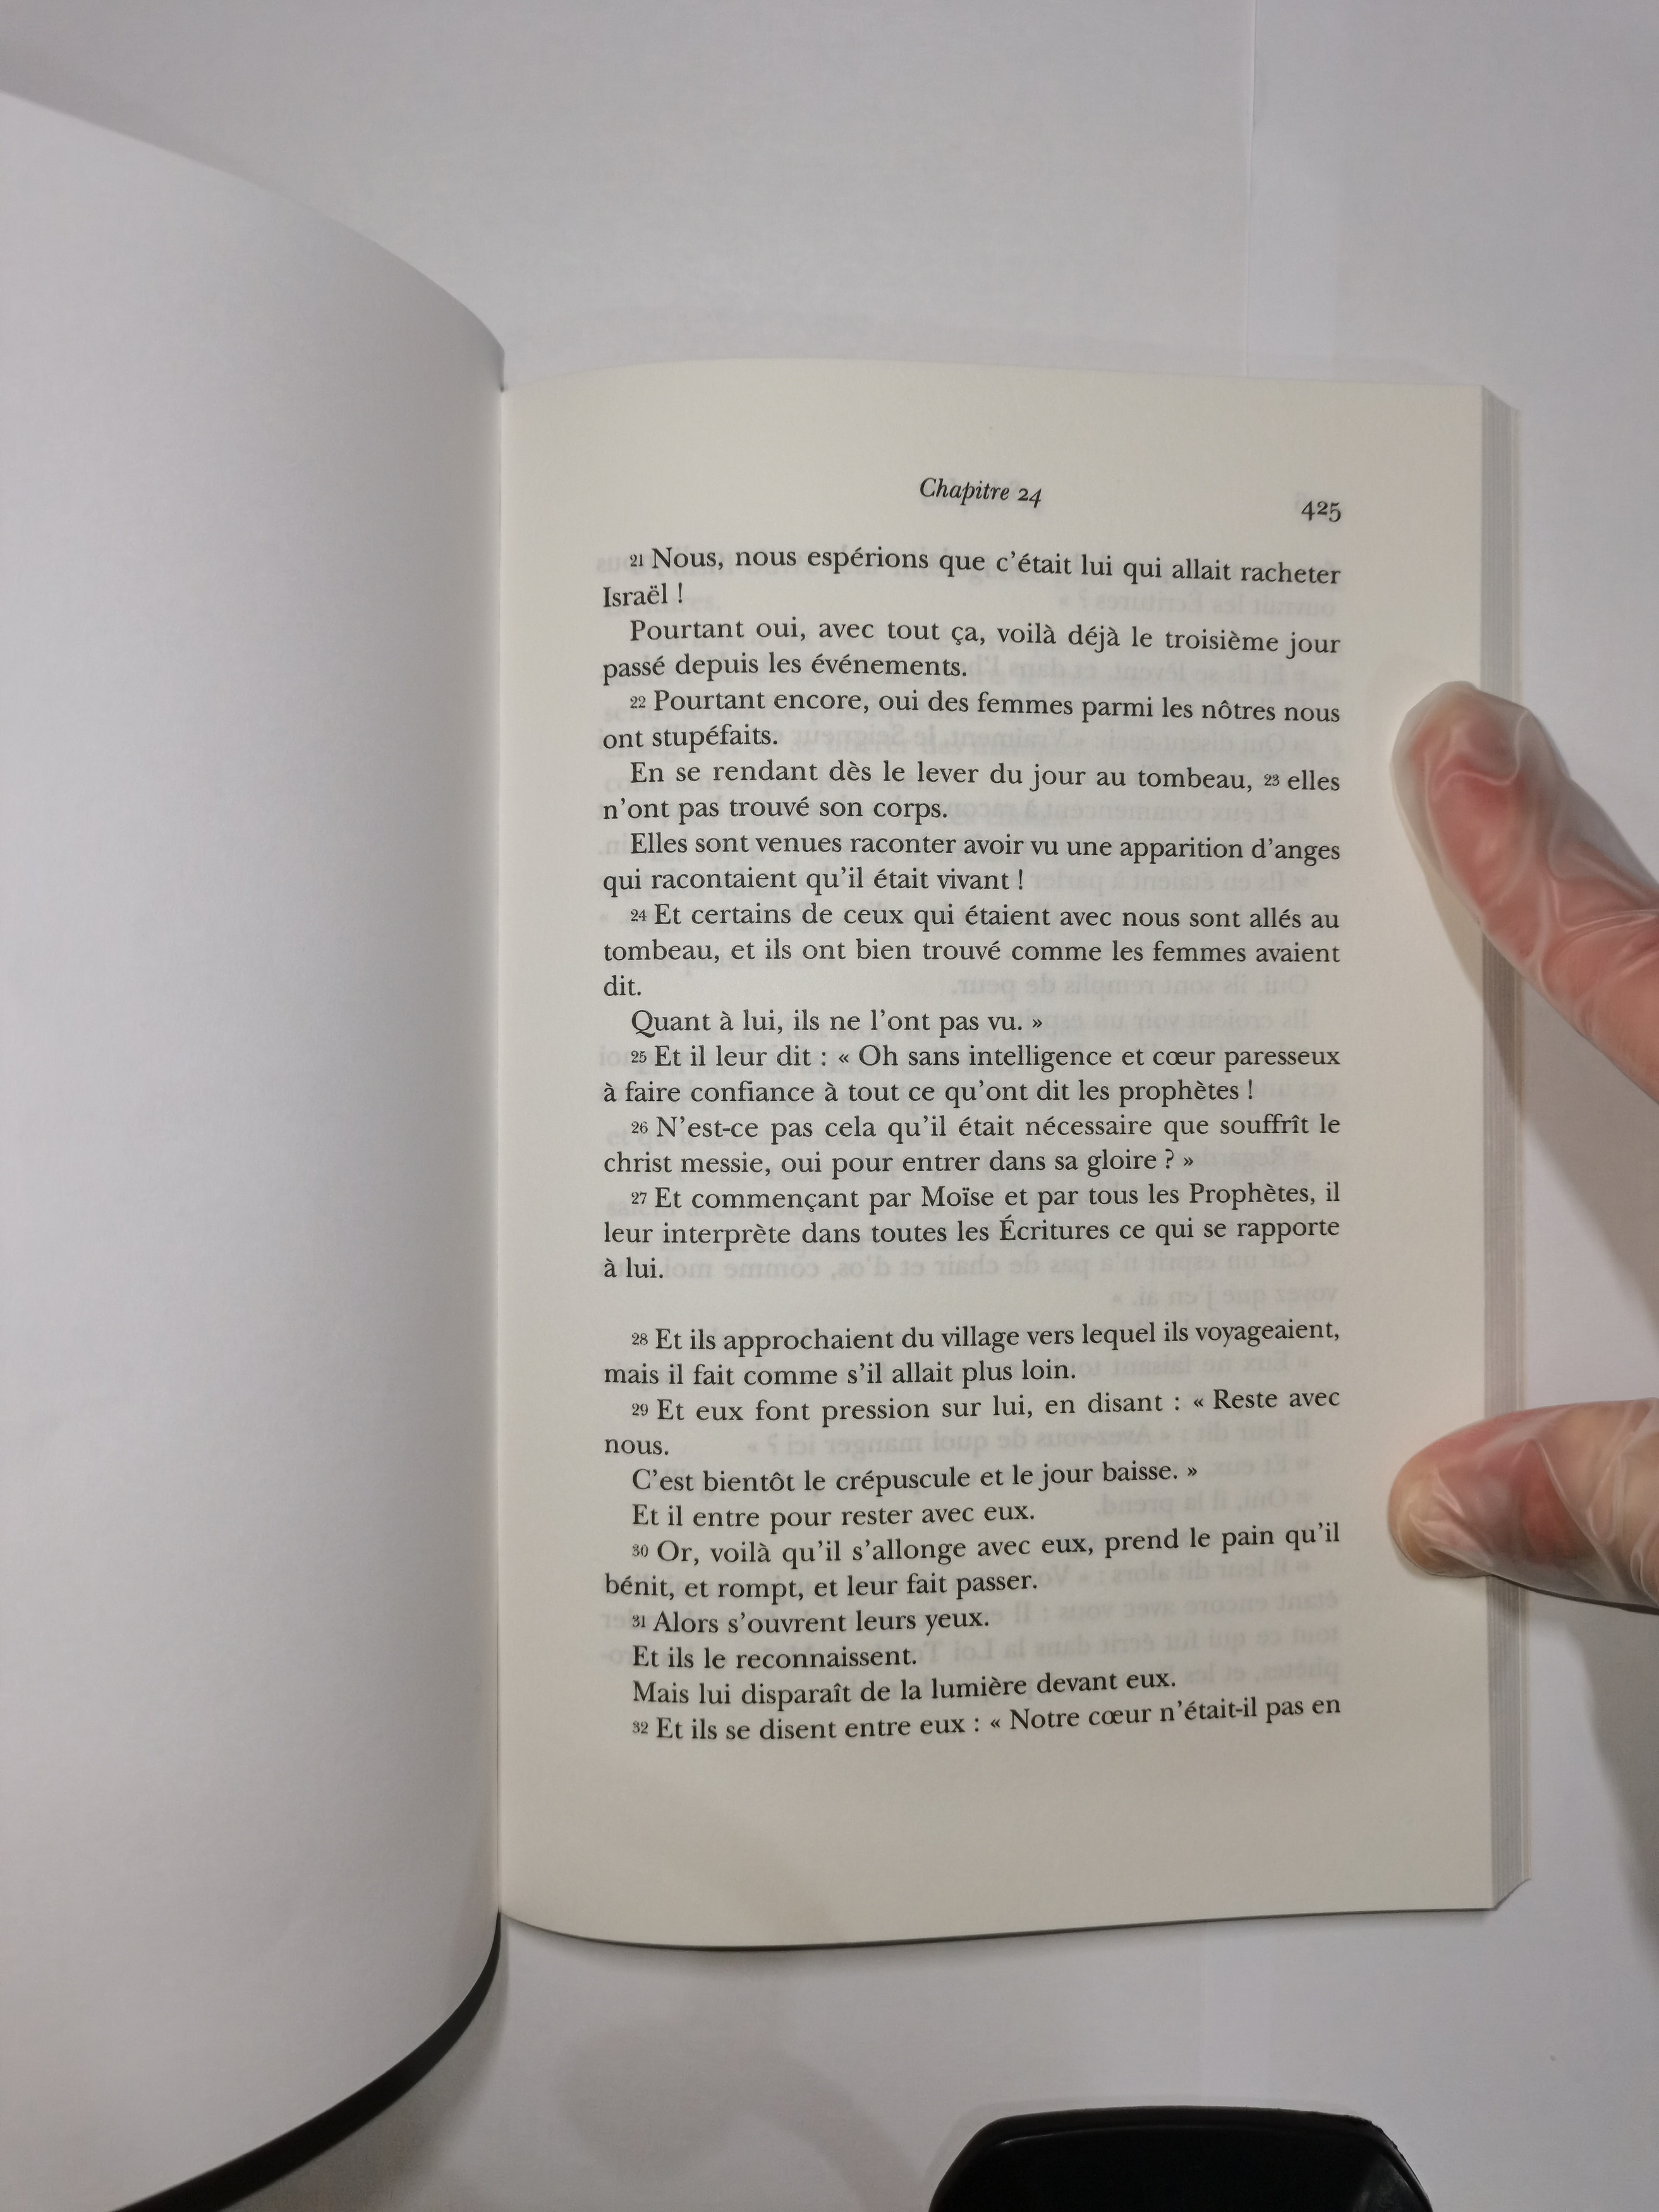 Chapitre 24
425
21 Nous, nous espérions que c’était lui qui allait racheter
Israël !
Pourtant oui, avec tout ça, voilà déjà le troisième jour
passé depuis les événements.
22 Pourtant encore, oui des femmes parmi les nôtres nous
ont stupéfaits.
En se rendant dès le lever du jour au tombeau, 23 elles
n’ont pas trouvé son corps.
Elles sont venues raconter avoir vu une apparition d’anges
qui racontaient qu’il était vivant !
24 Et certains de ceux qui étaient avec nous sont allés au
tombeau, et ils ont bien trouvé comme les femmes avaient
dit.
Quant à lui, ils ne l’ont pas vu. »
25 Et il leur dit : « Oh sans intelligence et cœur paresseux
à faire confiance à tout ce qu’ont dit les prophètes !
26 N’est-ce pas cela qu’il était nécessaire que souffrît le
christ messie, oui pour entrer dans sa gloire ? »
27 Et commençant par Moïse et par tous les Prophètes, il
leur interprète dans toutes les Écritures ce qui se rapporte
à lui.
28 Et ils approchaient du village vers lequel ils voyageaient,
mais il fait comme s’il allait plus loin.
29 Et eux font pression sur lui, en disant : « Reste avec
nous.
C’est bientôt le crépuscule et le jour baisse. »
Et il entre pour rester avec eux.
30 Or, voilà qu’il s’allonge avec eux, prend le pain qu’il
bénit, et rompt, et leur fait passer.
31 Alors s’ouvrent leurs yeux.
Et ils le reconnaissent.
Mais lui disparaît de la lumière devant eux.
32 Et ils se disent entre eux : « Notre cœur n’était-il pas en